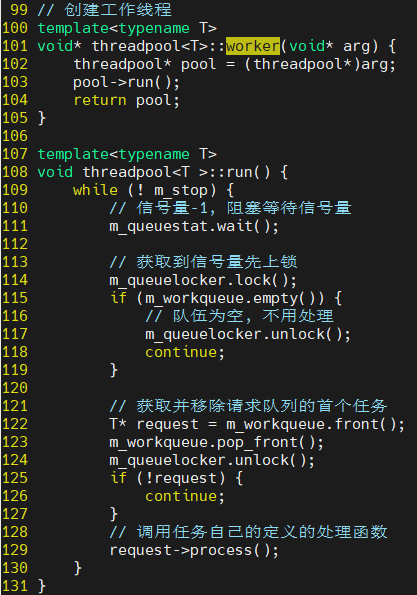 99 // 创建工作线程
100 template<typename T>
101 void* threadpool<T>::worker(void* arg) {
102     threadpool* pool = (threadpool*)arg;
103     pool->run();
104     return pool;
105 }
106
107 template<typename T>
108 void threadpool<T >::run() {
109     while (! m_stop) {
110         // 信号量-1, 阻塞等待信号量
111         m_queuestat.wait();
112
113         // 获取到信号量先上锁
114         m_queuelocker.lock();
115         if (m_workqueue.empty()) {
116             // 队伍为空, 不用处理
117             m_queuelocker.unlock();
118             continue;
119         }
120
121         // 获取并移除请求队列的首个任务
122         T* request = m_workqueue.front();
123         m_workqueue.pop_front();
124         m_queuelocker.unlock();
125         if (!request) {
126             continue;
127         }
128         // 调用任务自己的定义的处理函数
129         request->process();
130     }
131 }